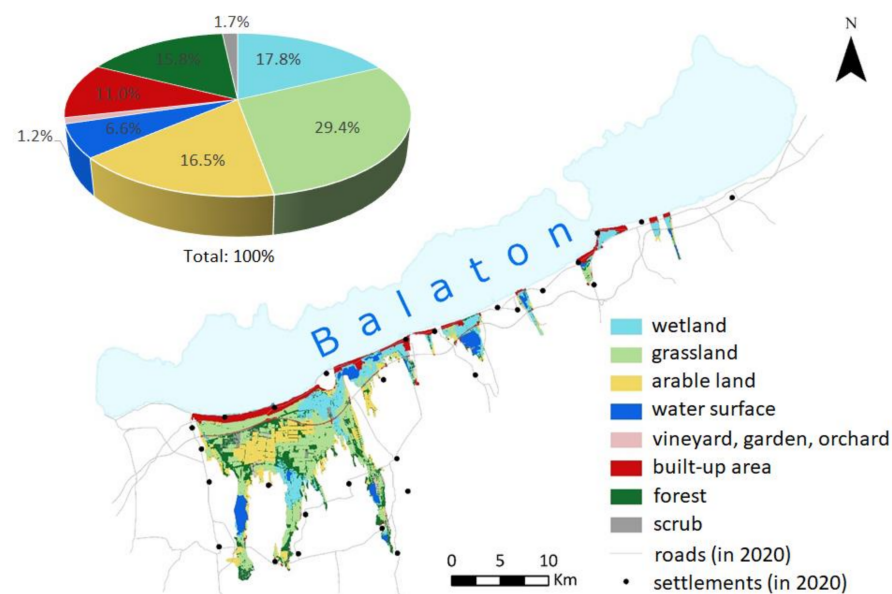 1.7%
N
15.8%
17.8%
11.0%
29.4%
1.2%
6.6%
16.5%
Total: 100%
Balaton
wetland
grassland
arable land
water surface
vineyard, garden, orchard
built-up area
forest
scrub
roads (in 2020)
settlements (in 2020)
0 5 10
Km